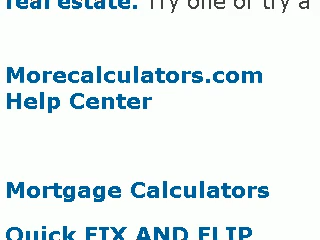 real estate. Try one or try a
Morecalculators.com
Help Center
Mortgage Calculators
Quick FIX AND FLIP